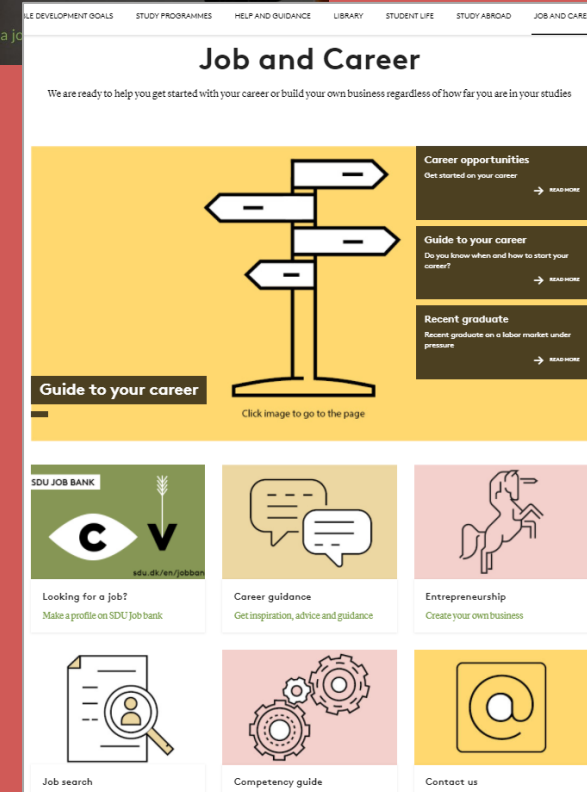 a jo
LE DEVELOPMENT GOALS STUDY PROGRAMMES HELP AND GUIDANCE LIBRARY STUDENT LIFE STUDY ABROAD JOB AND CARE
Job and Career
We are ready to help you get started with your career or build your own business regardless of how far you are in your studies
Career opportunities
Get started on your career
READ MORE
Guide to your career
Do you know when and how to start your
career?
READ MORE
Recent graduate
Recent graduate on a labor market under
pressure
READ MORE
Guide to your career
Click image to go to the page
SDU JOB BANK
C V
sdu.dk/en/jobban
Looking for a job?
Make a profile on SDU Job bank
Career guidance
Get inspiration, advice and guidance
Entrepreneurship
Create your own business
@
Job search
Competency guide
Contact us